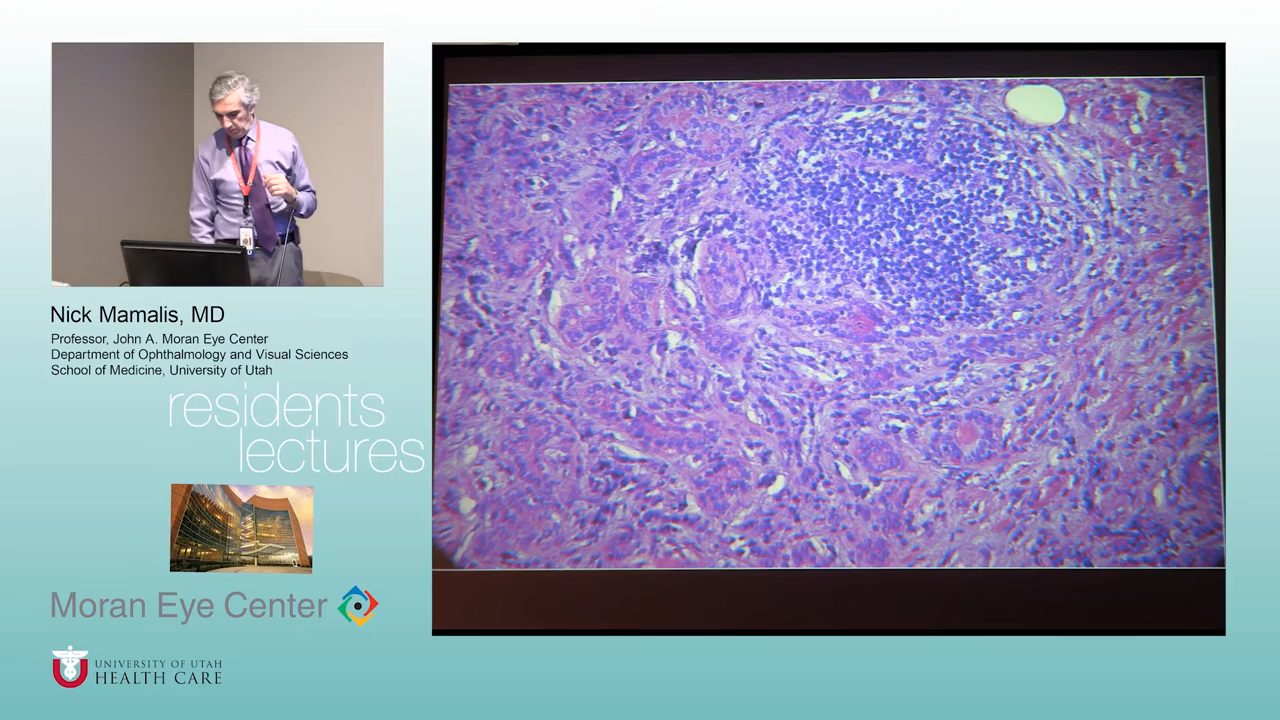 Nick Mamalis, MD
Professor, John A. Moran Eye Center
Department of Ophthalmology and Visual Sciences
School of Medicine, University of Utah
residents
lectures
Moran Eye Center
U
UNIVERSITY OF UTAH
HEALTH CARE